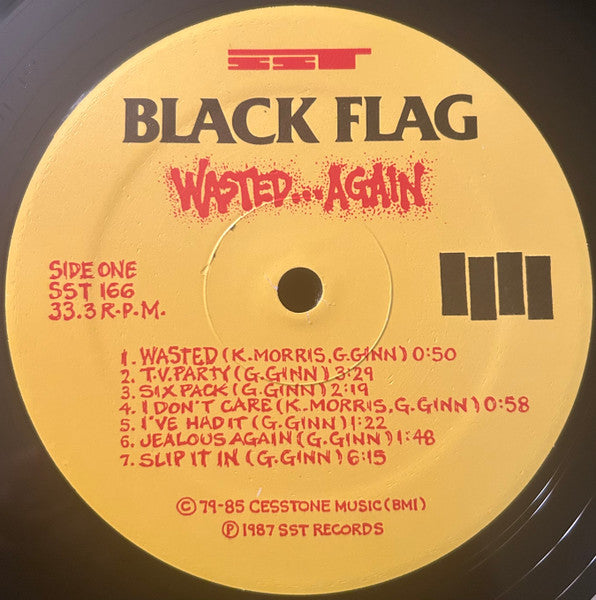 SST
BLACK FLAG
WASTED...AGAIN
SIDE ONE
SST 166
33.3 R.P.M.
1. WASTED (K. MORRIS, G. GINN) 0:50
2. T.V. PARTY (G. GINN) 3:29
3. SIX PACK (G. GINN) 2:19
4. I DON'T CARE (K. MORRIS, G. GINN) 0:58
5. I'VE HAD IT (G. GINN) 1:22
6. JEALOUS AGAIN (G. GINN) 1:48
7. SLIP IT IN (G. GINN) 6:15
© 79-85 CESSTONE MUSIC (BMI)
℗ 1987 SST RECORDS